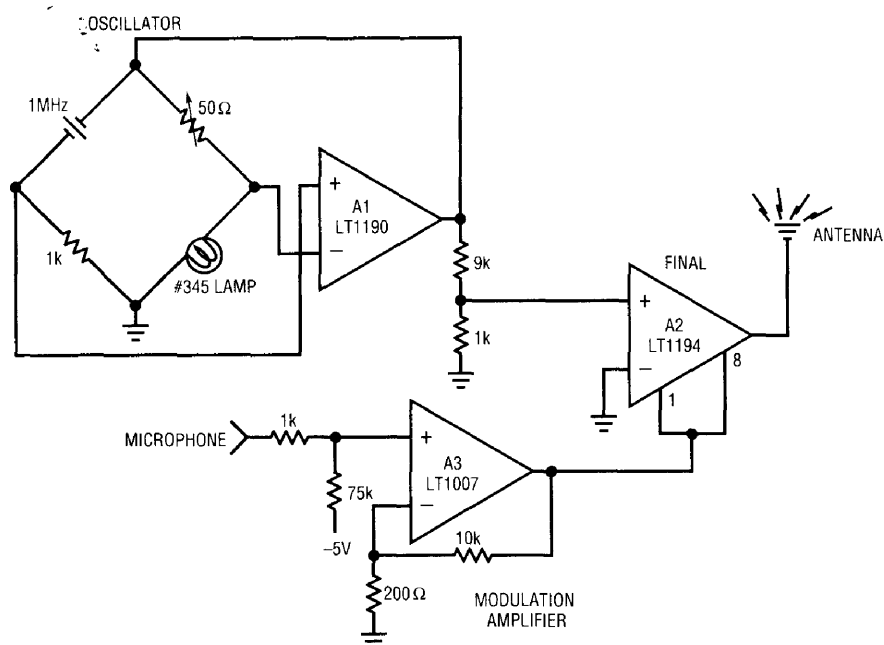 OSCILLATOR
1MHz
50Ω
1k
#345 LAMP
+
−
A1
LT1190
9k
1k
FINAL
+
−
A2
LT1194
1
8
ANTENNA
MICROPHONE
1k
75k
−5V
+
−
A3
LT1007
10k
200Ω
MODULATION
AMPLIFIER